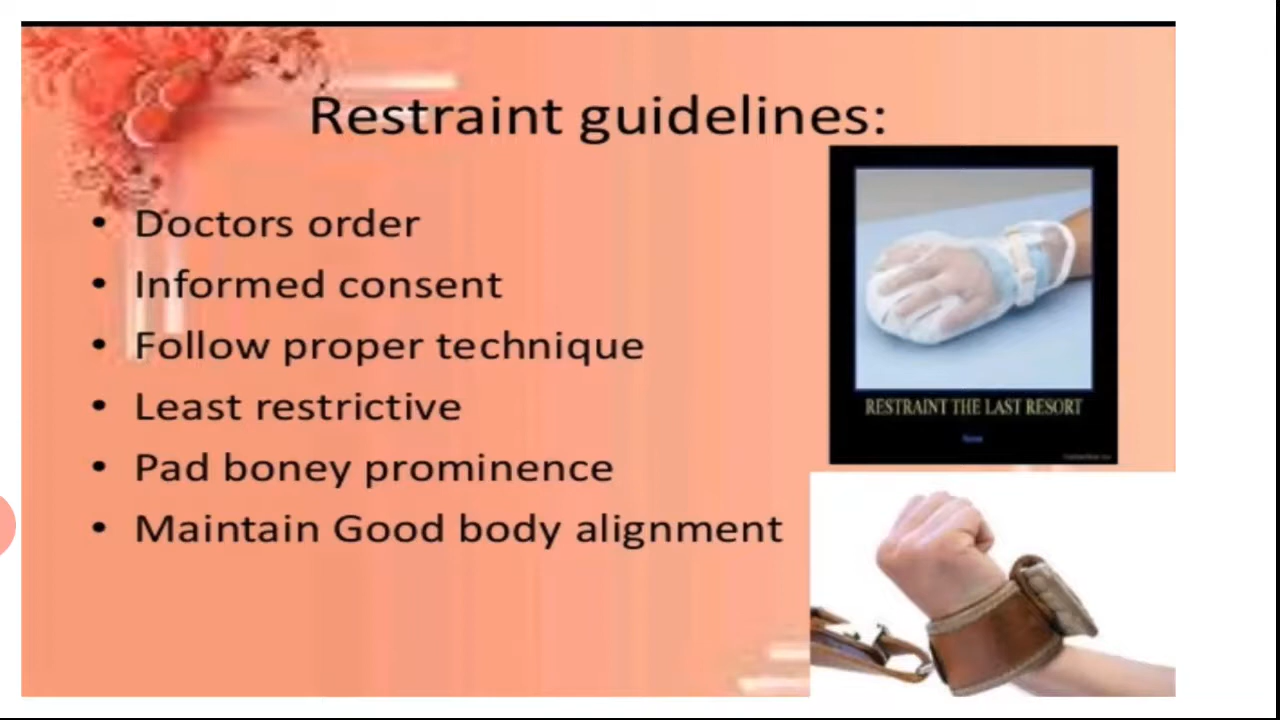 Restraint guidelines:
• Doctors order
• Informed consent
• Follow proper technique
• Least restrictive
• Pad boney prominence
• Maintain Good body alignment
RESTRAINT THE LAST RESORT